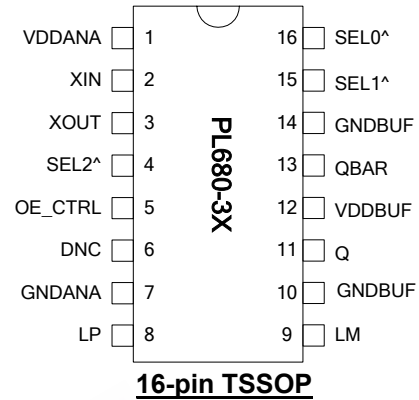 VDDANA 1 16 SEL0^
XIN 2 15 SEL1^
XOUT 3 14 GNDBUF
SEL2^ 4 13 QBAR
OE_CTRL 5 12 VDDBUF
DNC 6 11 Q
GNDANA 7 10 GNDBUF
LP 8 9 LM
PL680-3X
16-pin TSSOP